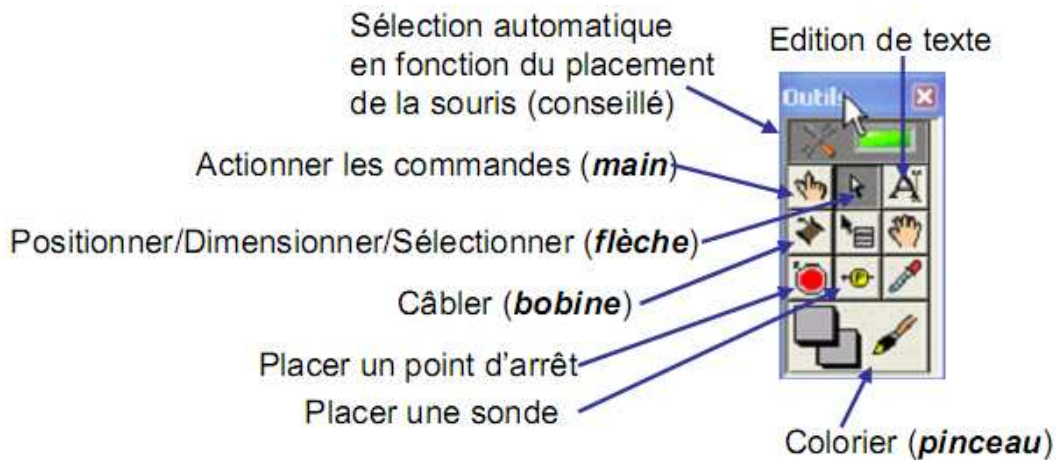 Sélection automatique
en fonction du placement
de la souris (conseillé)
Edition de texte
Outils
Actionner les commandes (main)
Positionner/Dimensionner/Sélectionner (flèche)
Câbler (bobine)
Placer un point d'arrêt
Placer une sonde
Colorier (pinceau)